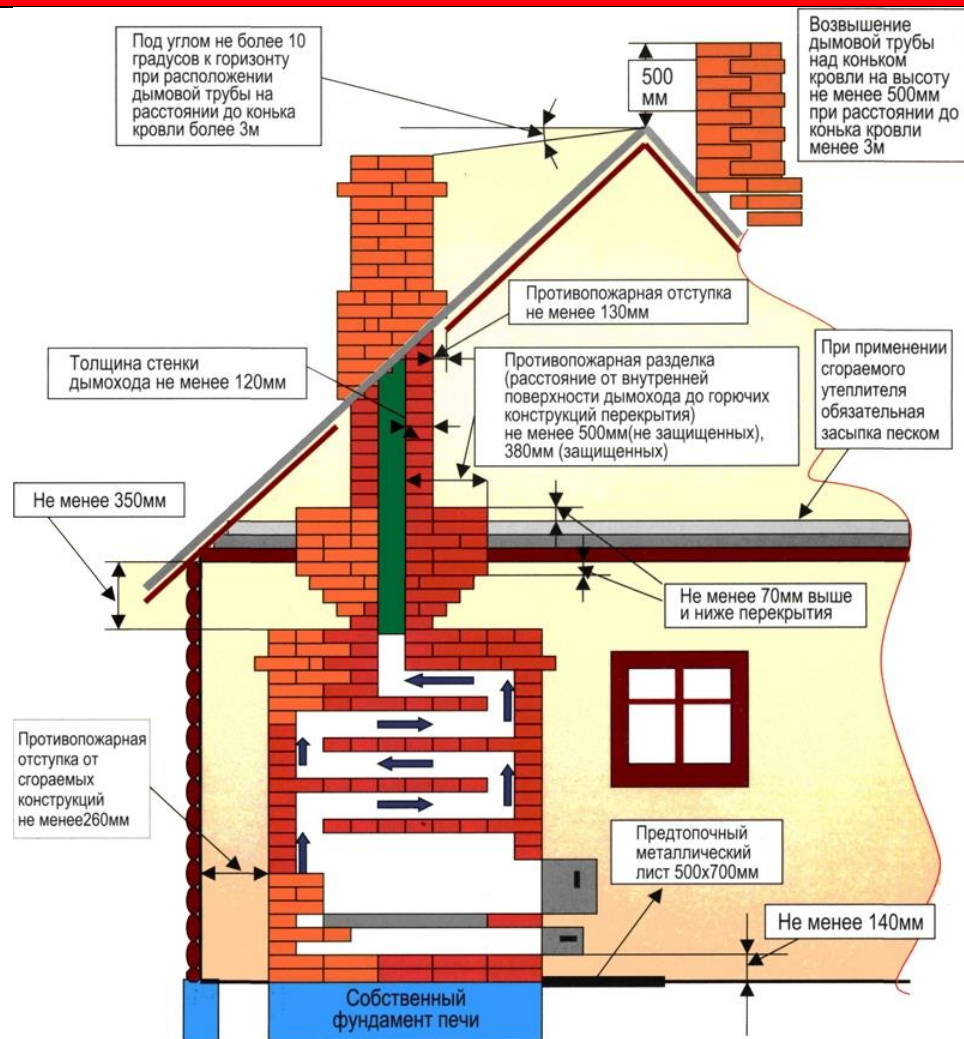 Под углом не более 10
градусов к горизонту
при расположении
дымовой трубы на
расстоянии до конька
кровли более 3м
500
мм
Возвышение
дымовой трубы
над коньком
кровли на высоту
не менее 500мм
при расстоянии до
конька кровли
менее 3м
Противопожарная отступка
не менее 130мм
Толщина стенки
дымохода не менее 120мм
Противопожарная разделка
(расстояние от внутренней
поверхности дымохода до горючих
конструкций перекрытия)
не менее 500мм(не защищенных),
380мм (защищенных)
При применении
сгораемого
утеплителя
обязательная
засыпка песком
Не менее 350мм
Не менее 70мм выше
и ниже перекрытия
Противопожарная
отступка от
сгораемых
конструкций
не менее260мм
Предтопочный
металлический
лист 500х700мм
Не менее 140мм
Собственный
фундамент печи